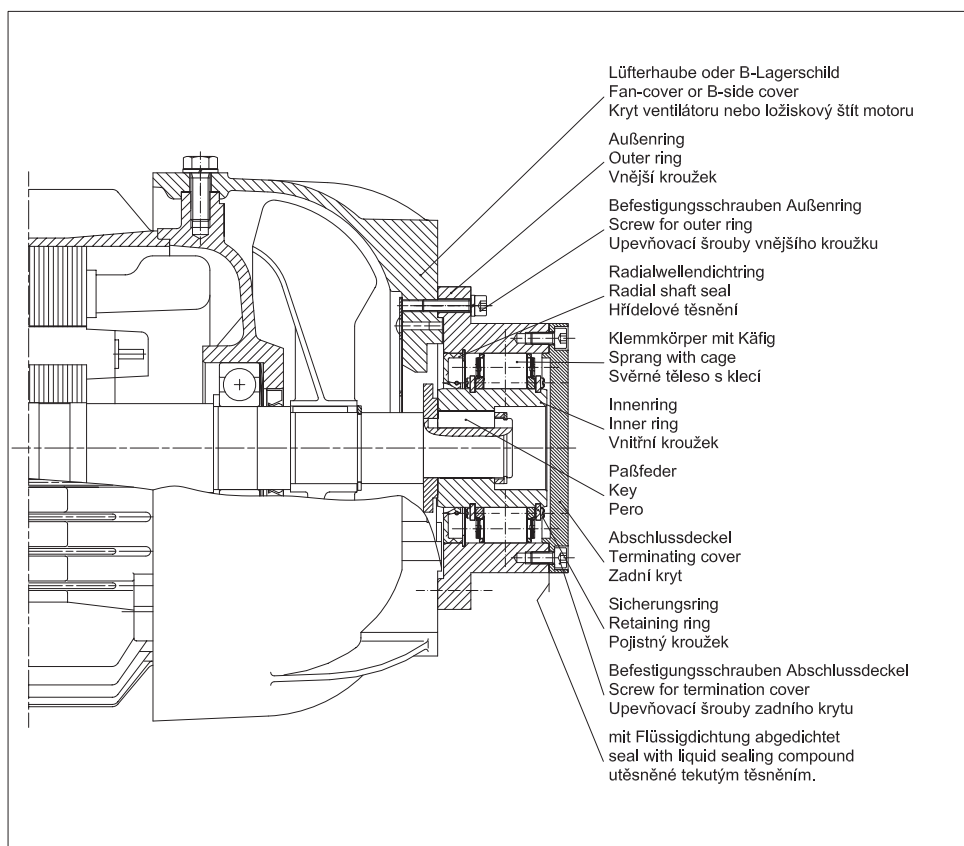 Lüfterhaube oder B-Lagerschild
Fan-cover or B-side cover
Kryt ventilátoru nebo ložiskový štít motoru
Außenring
Outer ring
Vnější kroužek
Befestigungsschrauben Außenring
Screw for outer ring
Upevňovací šrouby vnějšího kroužku
Radialwellendichtring
Radial shaft seal
Hřídelové těsnění
Klemmkörper mit Käfig
Sprang with cage
Svěrné těleso s klecí
Innenring
Inner ring
Vnitřní kroužek
Paßfeder
Key
Pero
Abschlussdeckel
Terminating cover
Zadní kryt
Sicherungsring
Retaining ring
Pojistný kroužek
Befestigungsschrauben Abschlussdeckel
Screw for termination cover
Upevňovací šrouby zadního krytu
mit Flüssigdichtung abgedichtet
seal with liquid sealing compound
utěsněné tekutým těsněním.